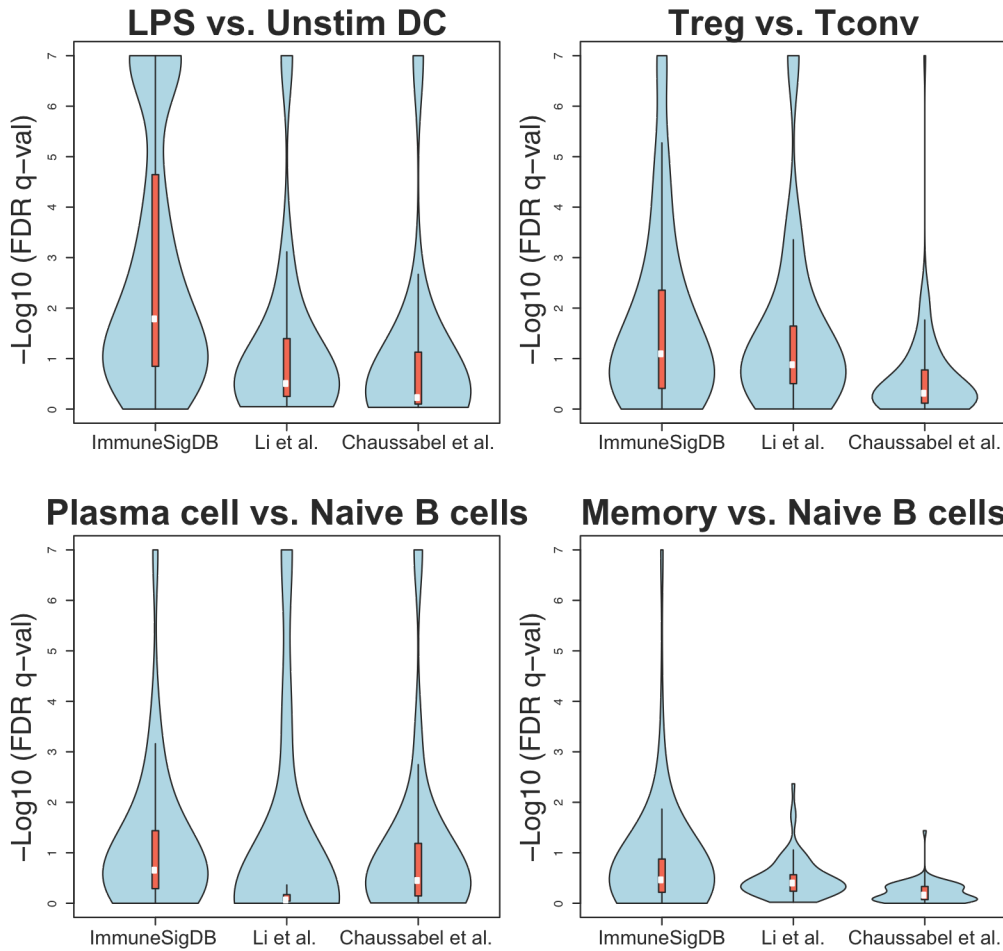 LPS vs. Unstim DC
−Log10 (FDR q−val)
7
6
5
4
3
2
1
0
ImmuneSigDB Li et al. Chaussabel et al.
Treg vs. Tconv
−Log10 (FDR q−val)
7
6
5
4
3
2
1
0
ImmuneSigDB Li et al. Chaussabel et al.
Plasma cell vs. Naive B cells
−Log10 (FDR q−val)
7
6
5
4
3
2
1
0
ImmuneSigDB Li et al. Chaussabel et al.
Memory vs. Naive B cells
−Log10 (FDR q−val)
7
6
5
4
3
2
1
0
ImmuneSigDB Li et al. Chaussabel et al.